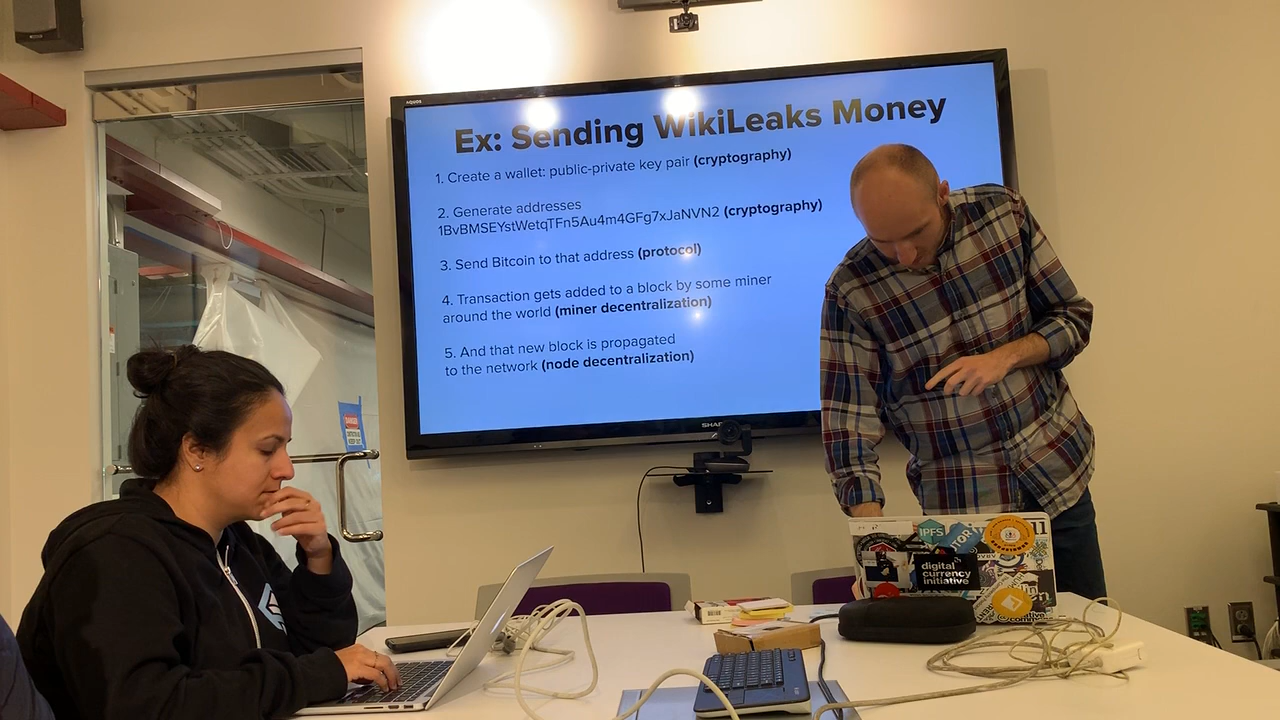 AQUOS
Ex: Sending WikiLeaks Money
1. Create a wallet: public-private key pair (cryptography)
2. Generate addresses
1BvBMSEYstWetqTFn5Au4m4GFg7xJaNVN2 (cryptography)
3. Send Bitcoin to that address (protocol)
4. Transaction gets added to a block by some miner
around the world (miner decentralization)
5. And that new block is propagated
to the network (node decentralization)
DANGER
IPFS
digital
currency
initiative